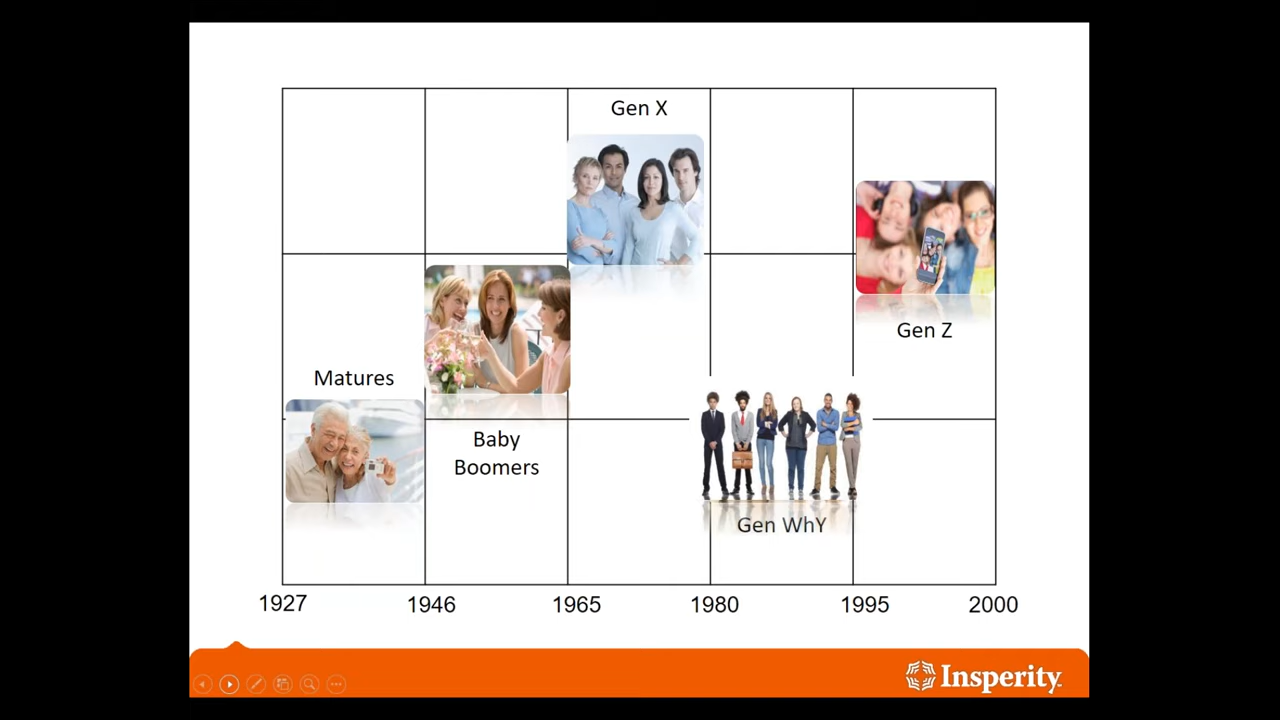 Gen X
Gen Z
Matures
Baby
Boomers
Gen WhY
1927
1946
1965
1980
1995
2000
Insperity